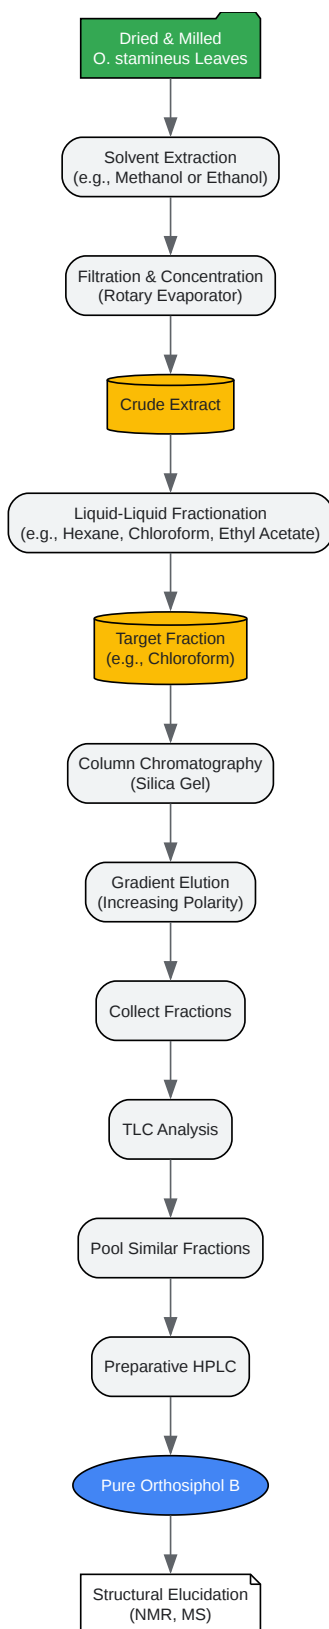 Dried & Milled
O. stamineus Leaves
Solvent Extraction
(e.g., Methanol or Ethanol)
Filtration & Concentration
(Rotary Evaporator)
Crude Extract
Liquid-Liquid Fractionation
(e.g., Hexane, Chloroform, Ethyl Acetate)
Target Fraction
(e.g., Chloroform)
Column Chromatography
(Silica Gel)
Gradient Elution
(Increasing Polarity)
Collect Fractions
TLC Analysis
Pool Similar Fractions
Preparative HPLC
Pure Orthosiphol B
Structural Elucidation
(NMR, MS)